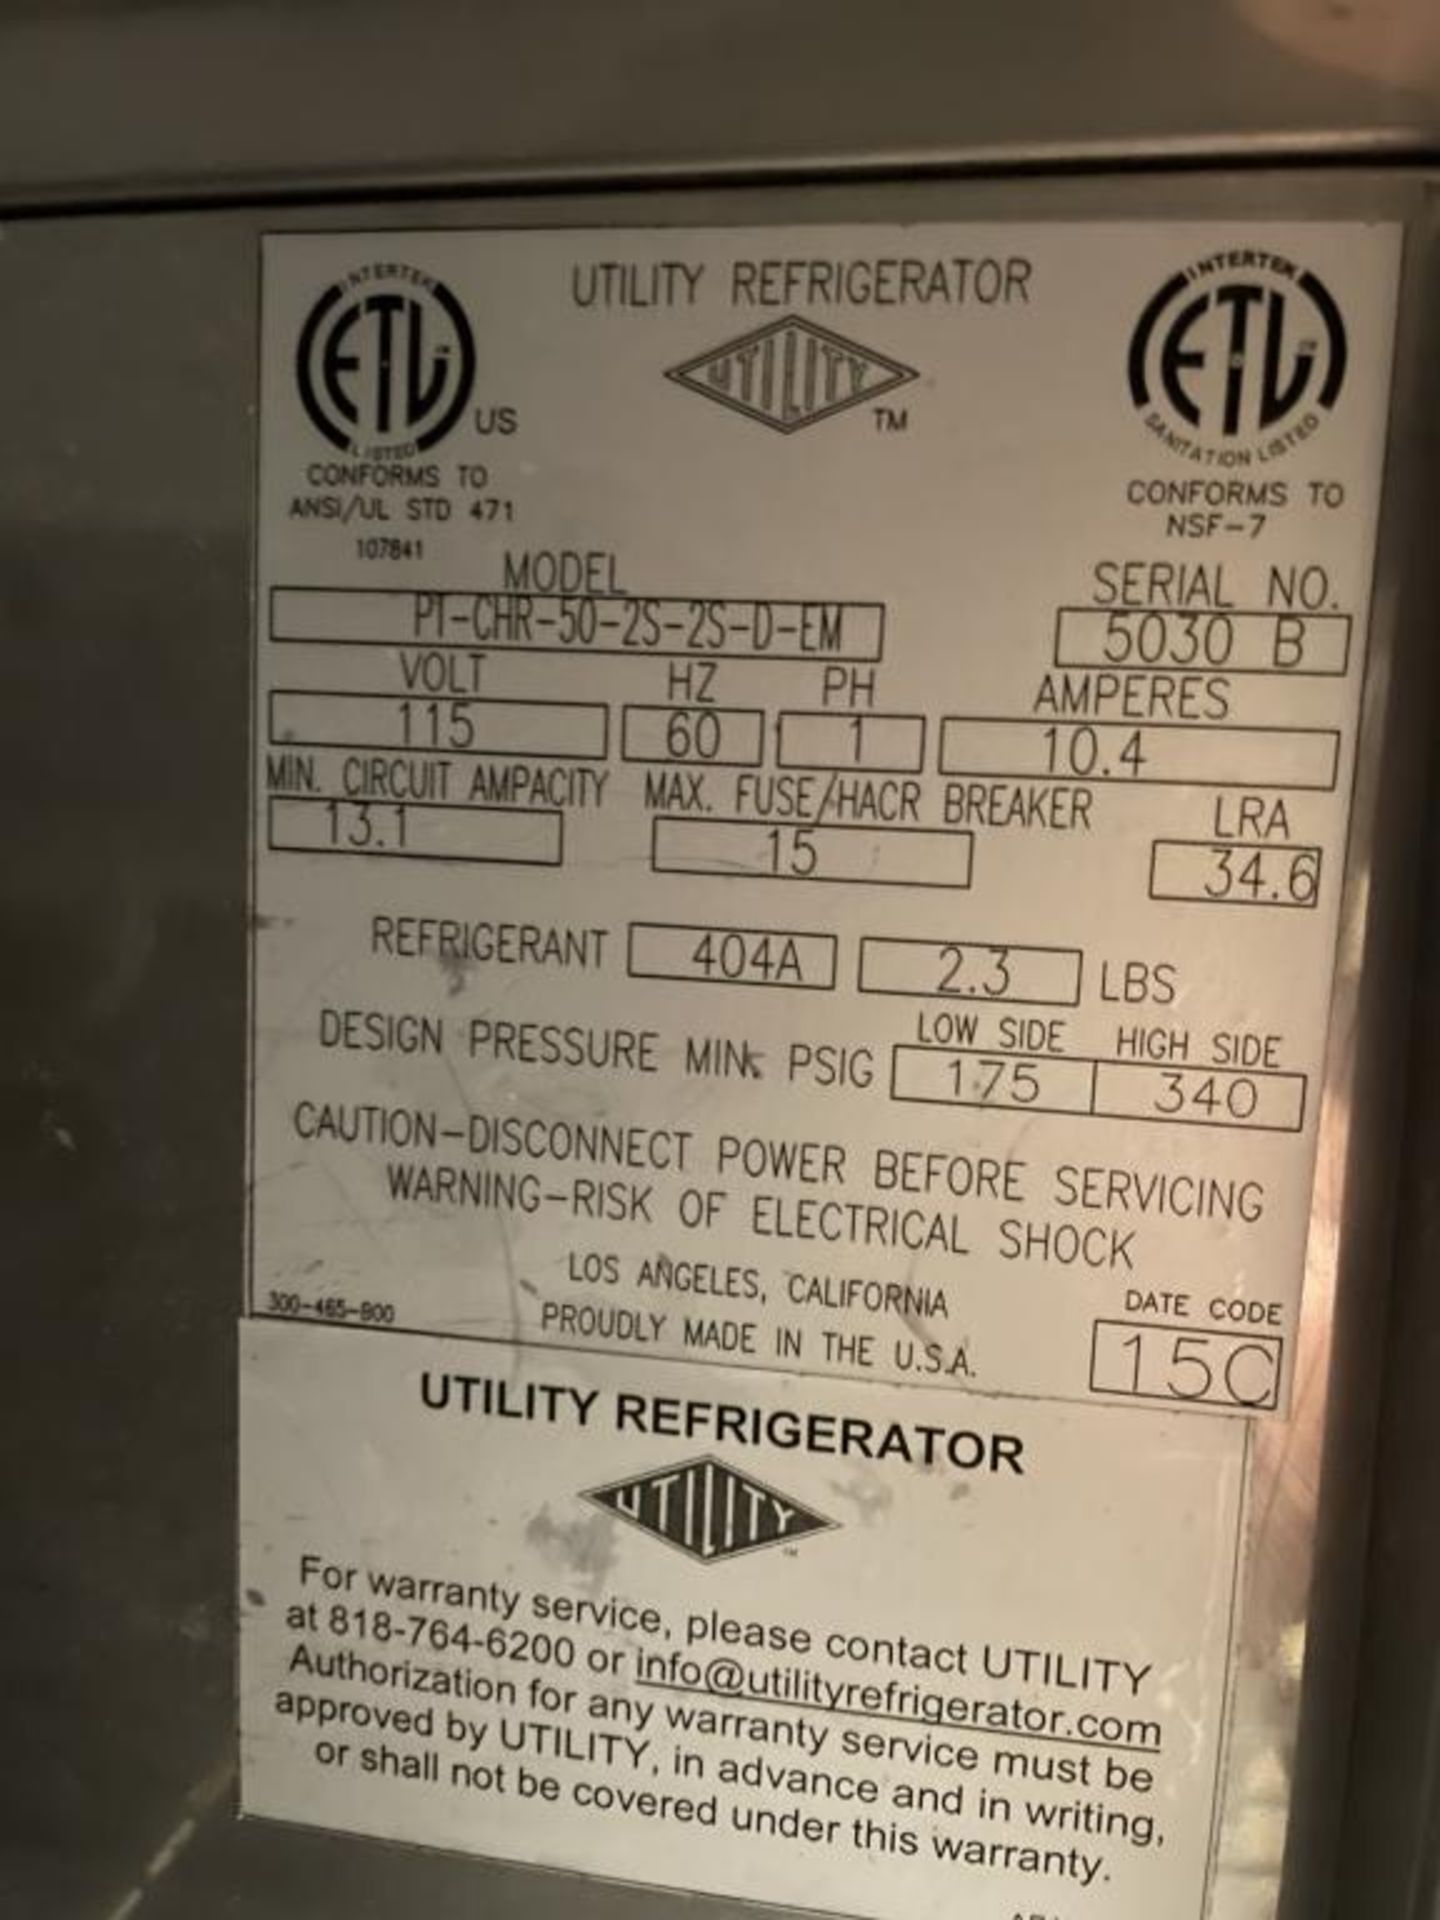 INTERTEK
ETL
LISTED
US
CONFORMS TO
ANSI/UL STD 471
107841
UTILITY REFRIGERATOR
UTILITY
TM
INTERTEK
ETL
SANITATION LISTED
CONFORMS TO
NSF-7
MODEL
PT-CHR-50-2S-2S-D-EM
SERIAL NO.
5030 B
VOLT HZ PH AMPERES
115 60 1 10.4
MIN. CIRCUIT AMPACITY MAX. FUSE/HACR BREAKER LRA
13.1 15 34.6
REFRIGERANT 404A 2.3 LBS
LOW SIDE HIGH SIDE
DESIGN PRESSURE MIN. PSIG 175 340
CAUTION-DISCONNECT POWER BEFORE SERVICING
WARNING-RISK OF ELECTRICAL SHOCK
LOS ANGELES, CALIFORNIA
PROUDLY MADE IN THE U.S.A.
300-465-800
DATE CODE
15C
UTILITY REFRIGERATOR
UTILITY
TM
For warranty service, please contact UTILITY
at 818-764-6200 or info@utilityrefrigerator.com
Authorization for any warranty service must be
approved by UTILITY, in advance and in writing,
or shall not be covered under this warranty.